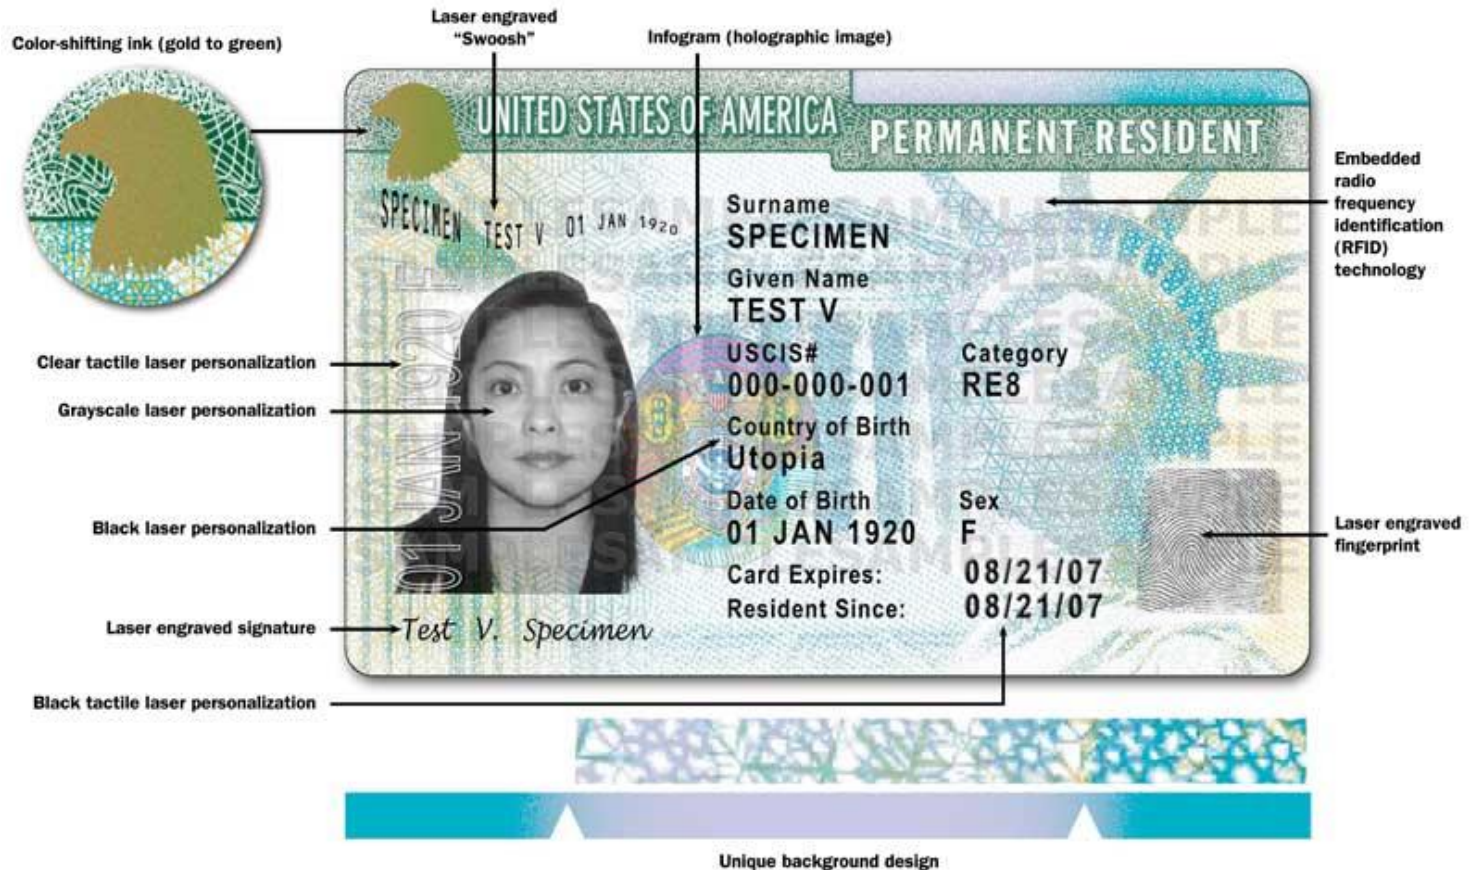 Laser engraved
“Swoosh”
Color-shifting ink (gold to green)
Infogram (holographic image)
UNITED STATES OF AMERICA
PERMANENT RESIDENT
Embedded
radio
frequency
identification
(RFID)
technology
SPECIMEN TEST V 01 JAN 1920
Surname
SPECIMEN
Given Name
TEST V
USCIS# Category
000-000-001 RE8
Country of Birth
Utopia
Date of Birth Sex
01 JAN 1920 F
Card Expires: 08/21/07
Resident Since: 08/21/07
Clear tactile laser personalization
Grayscale laser personalization
Black laser personalization
Laser engraved signature
Test V. Specimen
Black tactile laser personalization
Laser engraved
fingerprint
Unique background design